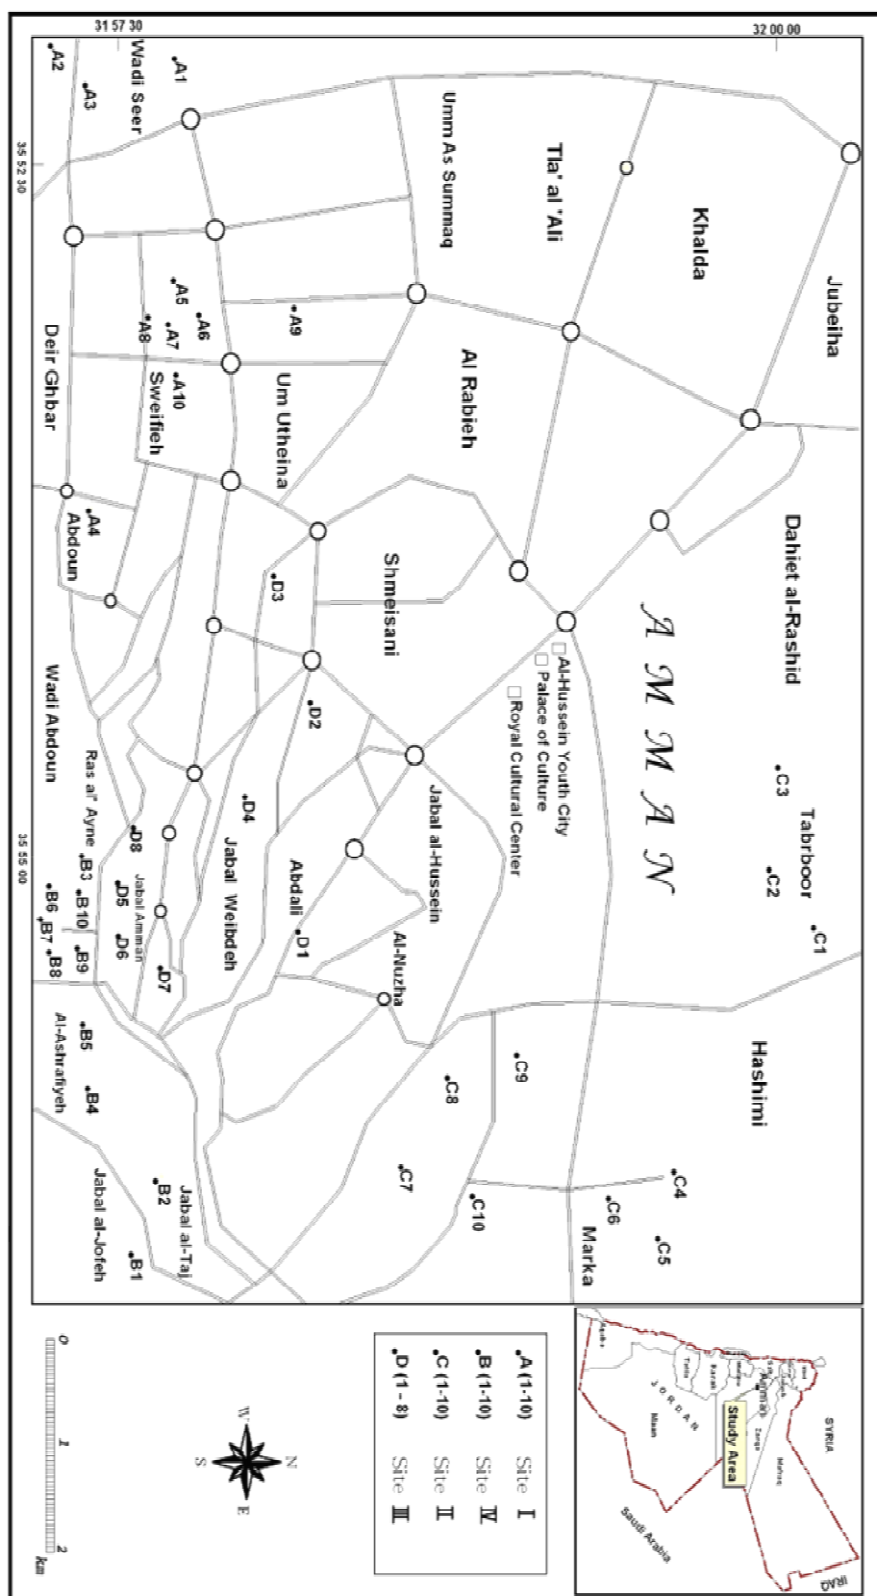 32 00 00
31 57 30
35 52 30
35 55 00
Jubeiha
Khalda
Tla' al 'Ali
Umm As Summaq
Wadi Seer
A1
A2
A3
Dahiet al-Rashid
Al Rabieh
Um Utheina
A9
A5
A6
A7
A8
A10
Sweifieh
Deir Ghbar
A4
Abdoun
A M M A N
Al-Hussein Youth City
Palace of Culture
Royal Cultural Center
Shmeisani
D3
D2
D4
Wadi Abdoun
Ras al' Ayne
Tabrboor
C3
C2
C1
Jabal al-Hussein
Abdali
Jabal Weibdeh
D1
Al-Nuzha
D8
D5
Jabal Amman
D6
D7
B3
B10
B6
B7
B9
B8
B5
B4
Al-Ashrafiyeh
Hashimi
C9
C8
C7
C10
C4
C6
C5
Marka
B2
Jabal al-Taj
B1
Jabal al-Jofeh
SYRIA
IRAQ
Saudi Arabia
JORDAN
Amman
Study Area
Mafraq
Zarqa
Karak
Tafila
Maan
Aqaba
A (1-10) Site I
B (1-10) Site IV
C (1-10) Site II
D (1 - 8) Site III
N
W
E
S
0 1 2 km